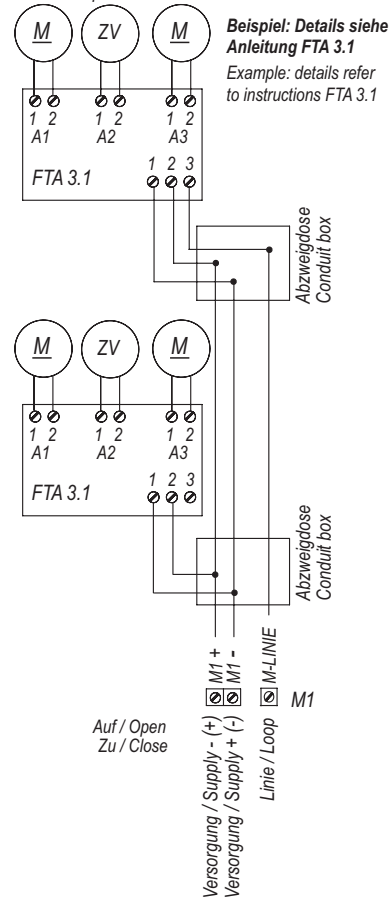 M ZV M
Beispiel: Details siehe
Anleitung FTA 3.1
Example: details refer
to instructions FTA 3.1
1 2 1 2 1 2
A1 A2 A3
1 2 3
FTA 3.1
Abzweigdose
Conduit box
M ZV M
1 2 1 2 1 2
A1 A2 A3
1 2 3
FTA 3.1
Abzweigdose
Conduit box
M1 +
M1 -
M-LINIE
M1
Auf / Open
Zu / Close
Versorgung / Supply - (+)
Versorgung / Supply + (-)
Linie / Loop